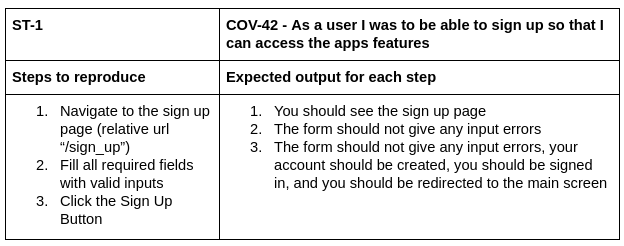 ST-1
COV-42 - As a user I was to be able to sign up so that I
can access the apps features
Steps to reproduce
Expected output for each step
1. Navigate to the sign up
page (relative url
“/sign_up”)
2. Fill all required fields
with valid inputs
3. Click the Sign Up
Button
1. You should see the sign up page
2. The form should not give any input errors
3. The form should not give any input errors, your
account should be created, you should be signed
in, and you should be redirected to the main screen